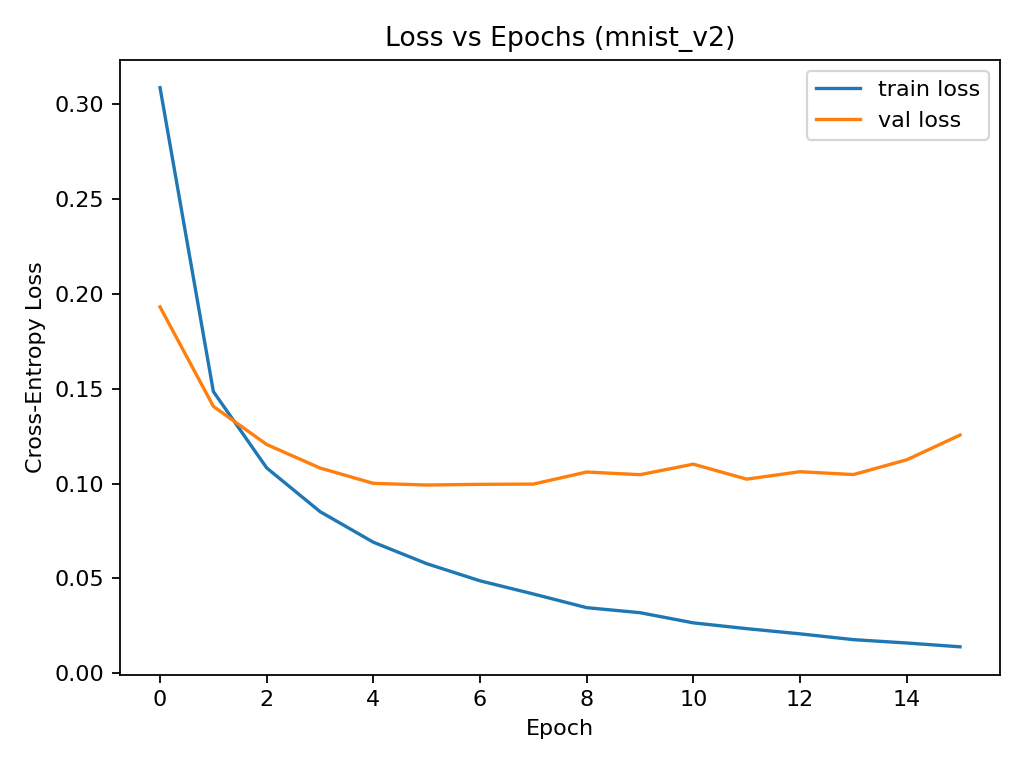 Loss vs Epochs (mnist_v2)
train loss
val loss
0.30
0.25
0.20
0.15
0.10
0.05
0.00
Cross-Entropy Loss
0 2 4 6 8 10 12 14
Epoch